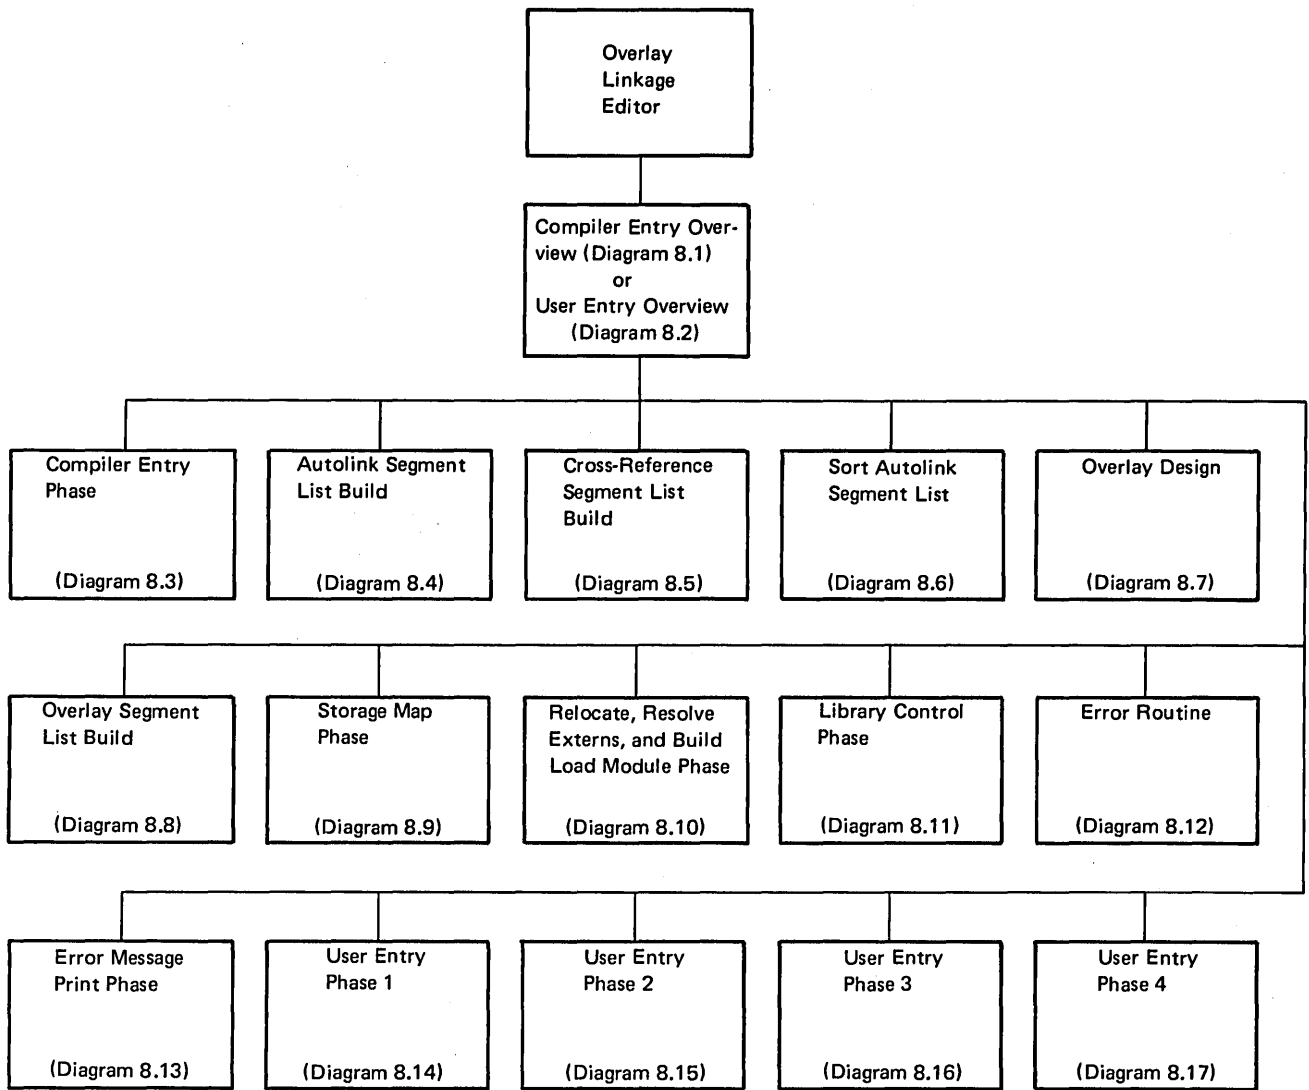 Overlay
Linkage
Editor
Compiler Entry Over-
view (Diagram 8.1)
or
User Entry Overview
(Diagram 8.2)
Compiler Entry
Phase
(Diagram 8.3)
Autolink Segment
List Build
(Diagram 8.4)
Cross-Reference
Segment List
Build
(Diagram 8.5)
Sort Autolink
Segment List
(Diagram 8.6)
Overlay Design
(Diagram 8.7)
Overlay Segment
List Build
(Diagram 8.8)
Storage Map
Phase
(Diagram 8.9)
Relocate, Resolve
Externs, and Build
Load Module Phase
(Diagram 8.10)
Library Control
Phase
(Diagram 8.11)
Error Routine
(Diagram 8.12)
Error Message
Print Phase
(Diagram 8.13)
User Entry
Phase 1
(Diagram 8.14)
User Entry
Phase 2
(Diagram 8.15)
User Entry
Phase 3
(Diagram 8.16)
User Entry
Phase 4
(Diagram 8.17)